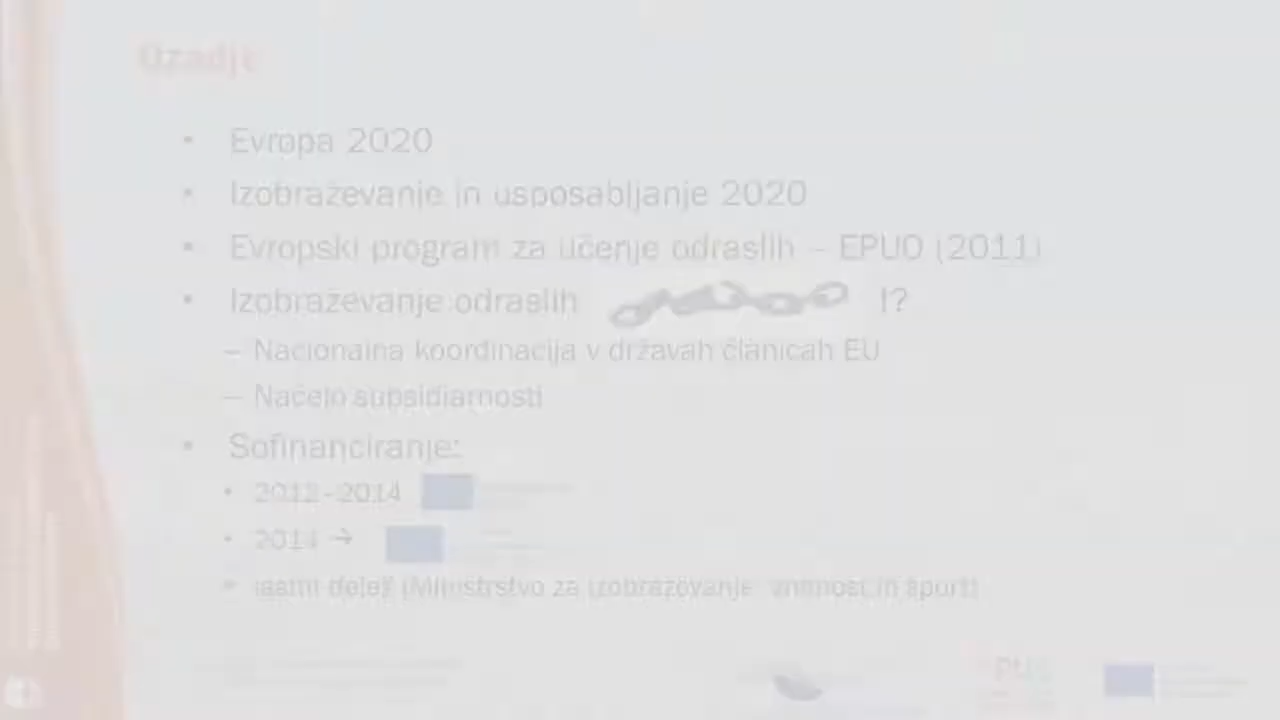 Ozadje
• Evropa 2020
• Izobraževanje in usposabljanje 2020
• Evropski program za učenje odraslih – EPUO (2011)
• Izobraževanje odraslih !?
– Nacionalna koordinacija v državah članicah EU
– Načelo subsidiarnosti
• Sofinanciranje:
• 2012-2014
• 2014 →
• lastni delež (Ministrstvo za izobraževanje, znanost in šport)